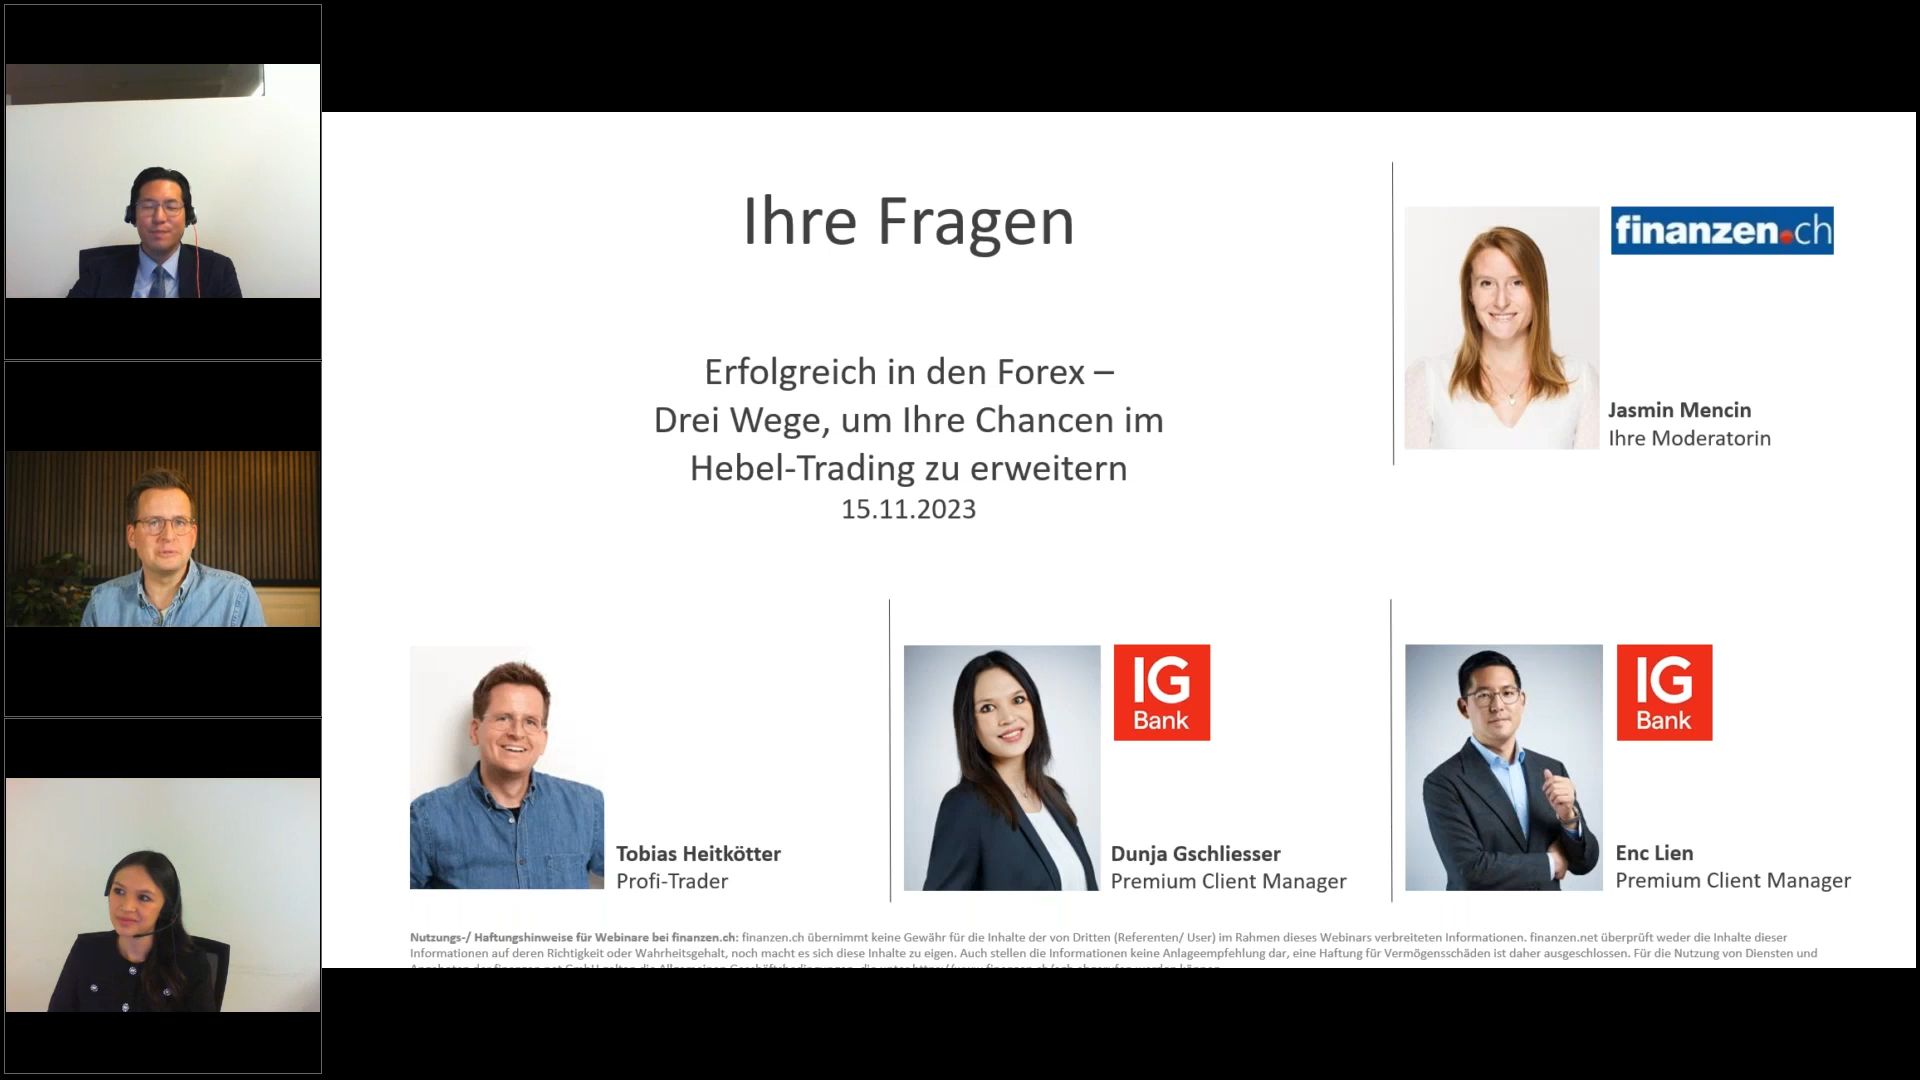 Ihre Fragen
finanzen.ch
Erfolgreich in den Forex –
Drei Wege, um Ihre Chancen im
Hebel-Trading zu erweitern
15.11.2023
Jasmin Mencin
Ihre Moderatorin
Tobias Heitkötter
Profi-Trader
IG
Bank
Dunja Gschliesser
Premium Client Manager
IG
Bank
Enc Lien
Premium Client Manager
Nutzungs-/ Haftungshinweise für Webinare bei finanzen.ch: finanzen.ch übernimmt keine Gewähr für die Inhalte der von Dritten (Referenten/ User) im Rahmen dieses Webinars verbreiteten Informationen. finanzen.net überprüft weder die Inhalte dieser
Informationen auf deren Richtigkeit oder Wahrheitsgehalt, noch macht es sich diese Inhalte zu eigen. Auch stellen die Informationen keine Anlageempfehlung dar, eine Haftung für Vermögensschäden ist daher ausgeschlossen. Für die Nutzung von Diensten und